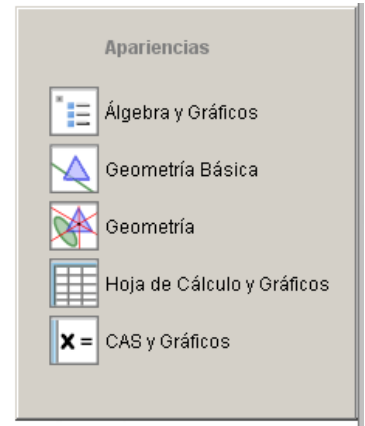 Apariencias
Álgebra y Gráficos
Geometría Básica
Geometría
Hoja de Cálculo y Gráficos
X = CAS y Gráficos